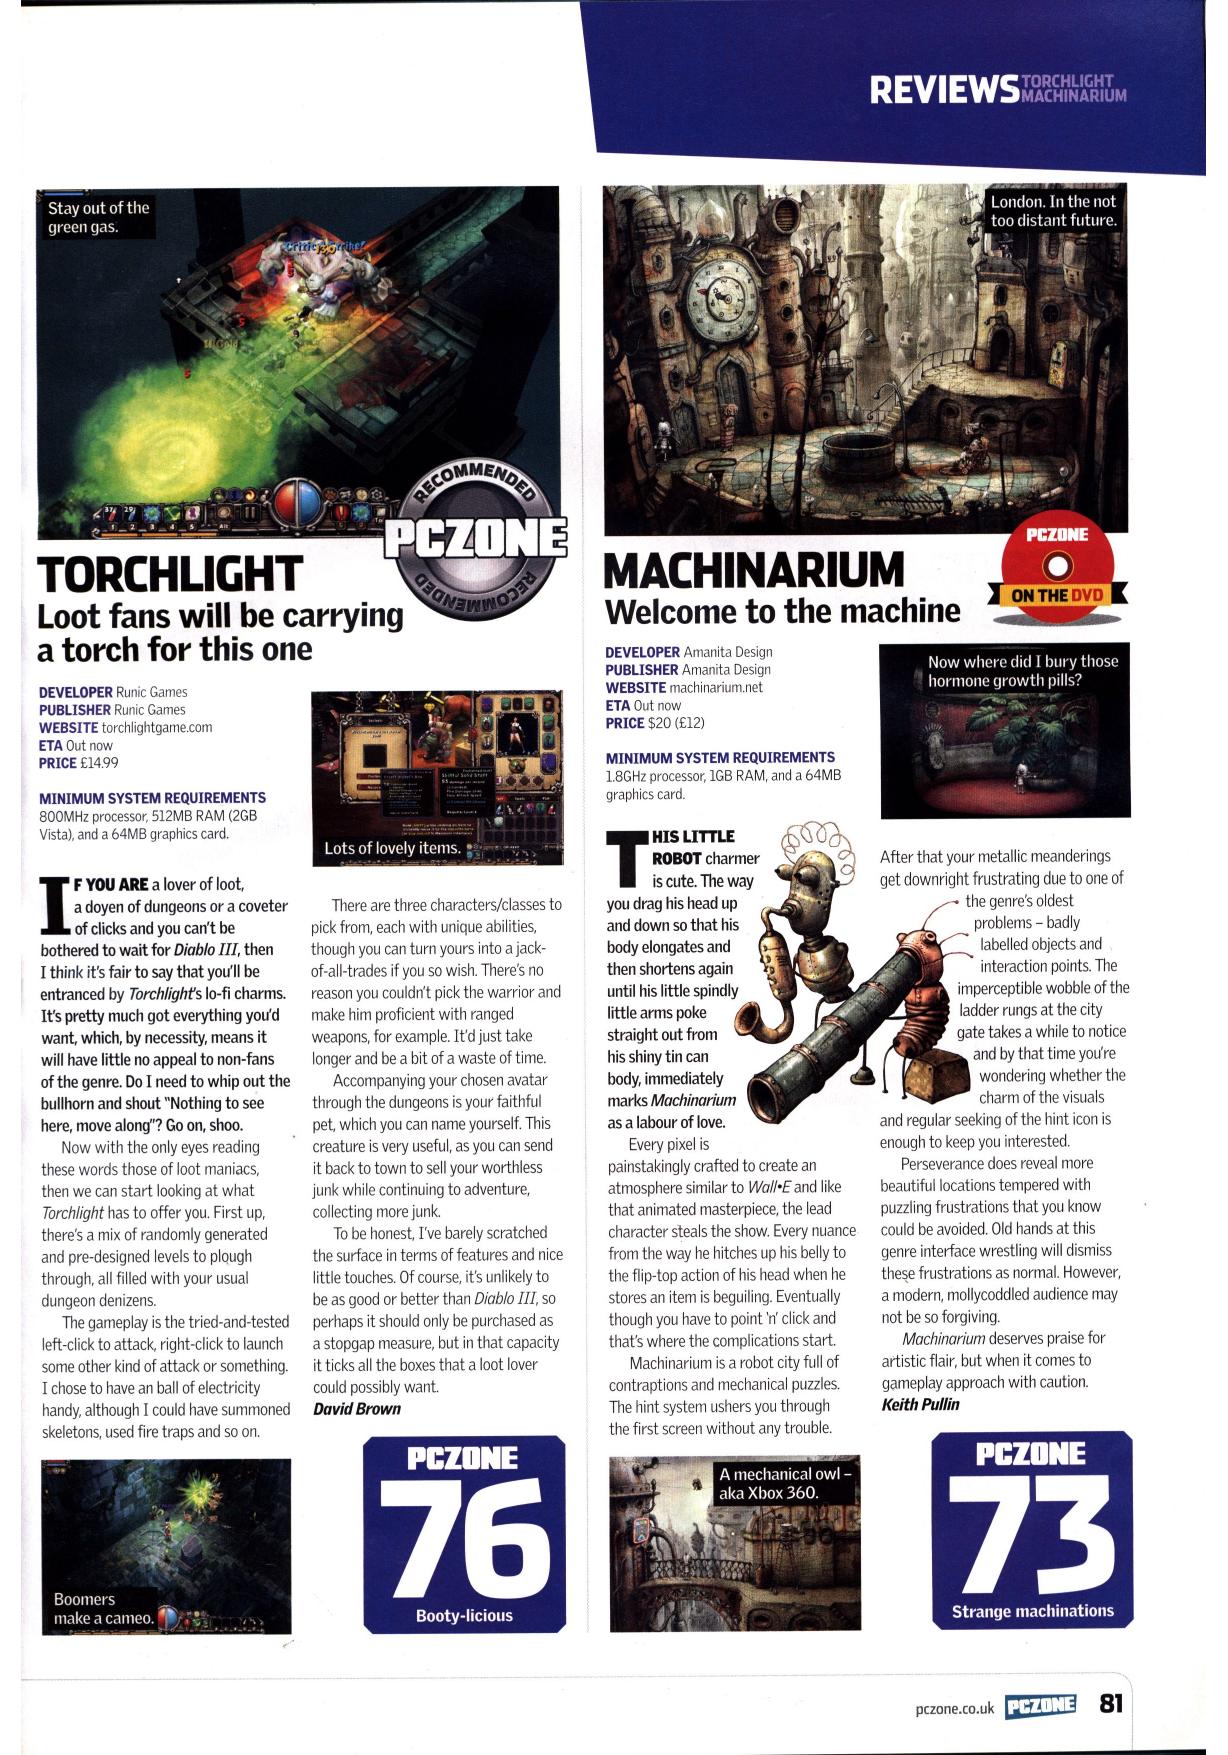 REVIEWS TORCHLIGHT
MACHINARIUM
Stay out of the
green gas.
RECOMMENDED
PCZONE
RECOMMENDED
TORCHLIGHT
Loot fans will be carrying
a torch for this one
DEVELOPER Runic Games
PUBLISHER Runic Games
WEBSITE torchlightgame.com
ETA Out now
PRICE £14.99
MINIMUM SYSTEM REQUIREMENTS
800MHz processor, 512MB RAM (2GB
Vista), and a 64MB graphics card.
Lots of lovely items.
IF YOU ARE a lover of loot,
a doyen of dungeons or a coveter
of clicks and you can't be
bothered to wait for Diablo III, then
I think it's fair to say that you'll be
entranced by Torchlight's lo-fi charms.
It's pretty much got everything you'd
want, which, by necessity, means it
will have little no appeal to non-fans
of the genre. Do I need to whip out the
bullhorn and shout "Nothing to see
here, move along"? Go on, shoo.
Now with the only eyes reading
these words those of loot maniacs,
then we can start looking at what
Torchlight has to offer you. First up,
there's a mix of randomly generated
and pre-designed levels to plough
through, all filled with your usual
dungeon denizens.
The gameplay is the tried-and-tested
left-click to attack, right-click to launch
some other kind of attack or something.
I chose to have an ball of electricity
handy, although I could have summoned
skeletons, used fire traps and so on.
Boomers
make a cameo.
There are three characters/classes to
pick from, each with unique abilities,
though you can turn yours into a jack-
of-all-trades if you so wish. There's no
reason you couldn't pick the warrior and
make him proficient with ranged
weapons, for example. It'd just take
longer and be a bit of a waste of time.
Accompanying your chosen avatar
through the dungeons is your faithful
pet, which you can name yourself. This
creature is very useful, as you can send
it back to town to sell your worthless
junk while continuing to adventure,
collecting more junk.
To be honest, I've barely scratched
the surface in terms of features and nice
little touches. Of course, it's unlikely to
be as good or better than Diablo III, so
perhaps it should only be purchased as
a stopgap measure, but in that capacity
it ticks all the boxes that a loot lover
could possibly want.
David Brown
PCZONE
76
Booty-licious
London. In the not
too distant future.
MACHINARIUM
Welcome to the machine
PCZONE
ON THE DVD
DEVELOPER Amanita Design
PUBLISHER Amanita Design
WEBSITE machinarium.net
ETA Out now
PRICE $20 (£12)
MINIMUM SYSTEM REQUIREMENTS
1.8GHz processor, 1GB RAM, and a 64MB
graphics card.
Now where did I bury those
hormone growth pills?
THIS LITTLE
ROBOT charmer
is cute. The way
you drag his head up
and down so that his
body elongates and
then shortens again
until his little spindly
little arms poke
straight out from
his shiny tin can
body, immediately
marks Machinarium
as a labour of love.
Every pixel is
painstakingly crafted to create an
atmosphere similar to Wall•E and like
that animated masterpiece, the lead
character steals the show. Every nuance
from the way he hitches up his belly to
the flip-top action of his head when he
stores an item is beguiling. Eventually
though you have to point 'n' click and
that's where the complications start.
Machinarium is a robot city full of
contraptions and mechanical puzzles.
The hint system ushers you through
the first screen without any trouble.
A mechanical owl –
aka Xbox 360.
After that your metallic meanderings
get downright frustrating due to one of
the genre's oldest
problems – badly
labelled objects and
interaction points. The
imperceptible wobble of the
ladder rungs at the city
gate takes a while to notice
and by that time you're
wondering whether the
charm of the visuals
and regular seeking of the hint icon is
enough to keep you interested.
Perseverance does reveal more
beautiful locations tempered with
puzzling frustrations that you know
could be avoided. Old hands at this
genre interface wrestling will dismiss
these frustrations as normal. However,
a modern, mollycoddled audience may
not be so forgiving.
Machinarium deserves praise for
artistic flair, but when it comes to
gameplay approach with caution.
Keith Pullin
PCZONE
73
Strange machinations
pczone.co.uk PCZONE 81